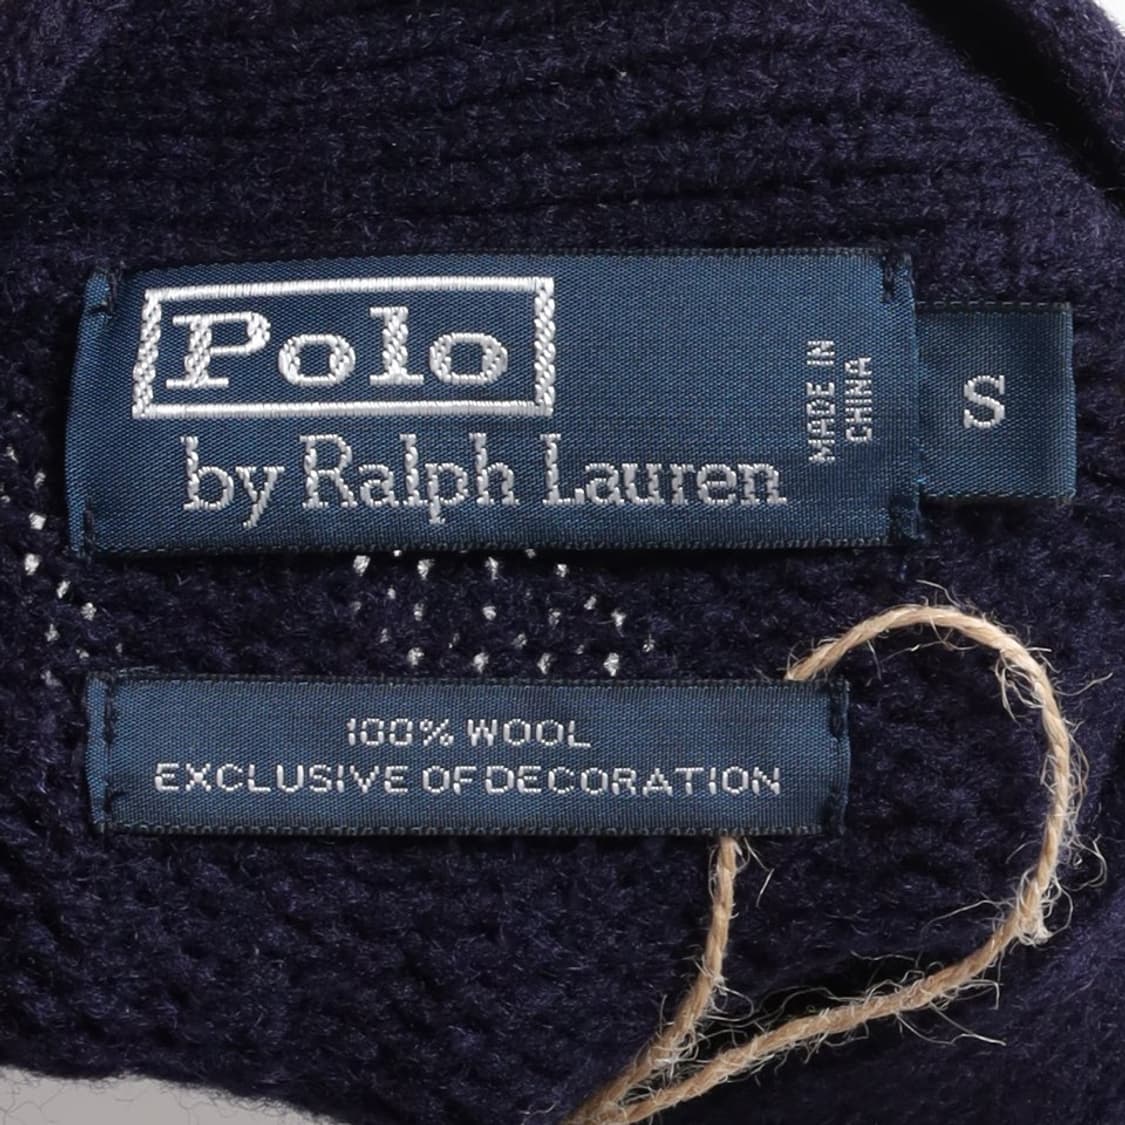 Polo
by Ralph Lauren
MADE IN
CHINA
S
100% WOOL
EXCLUSIVE OF DECORATION